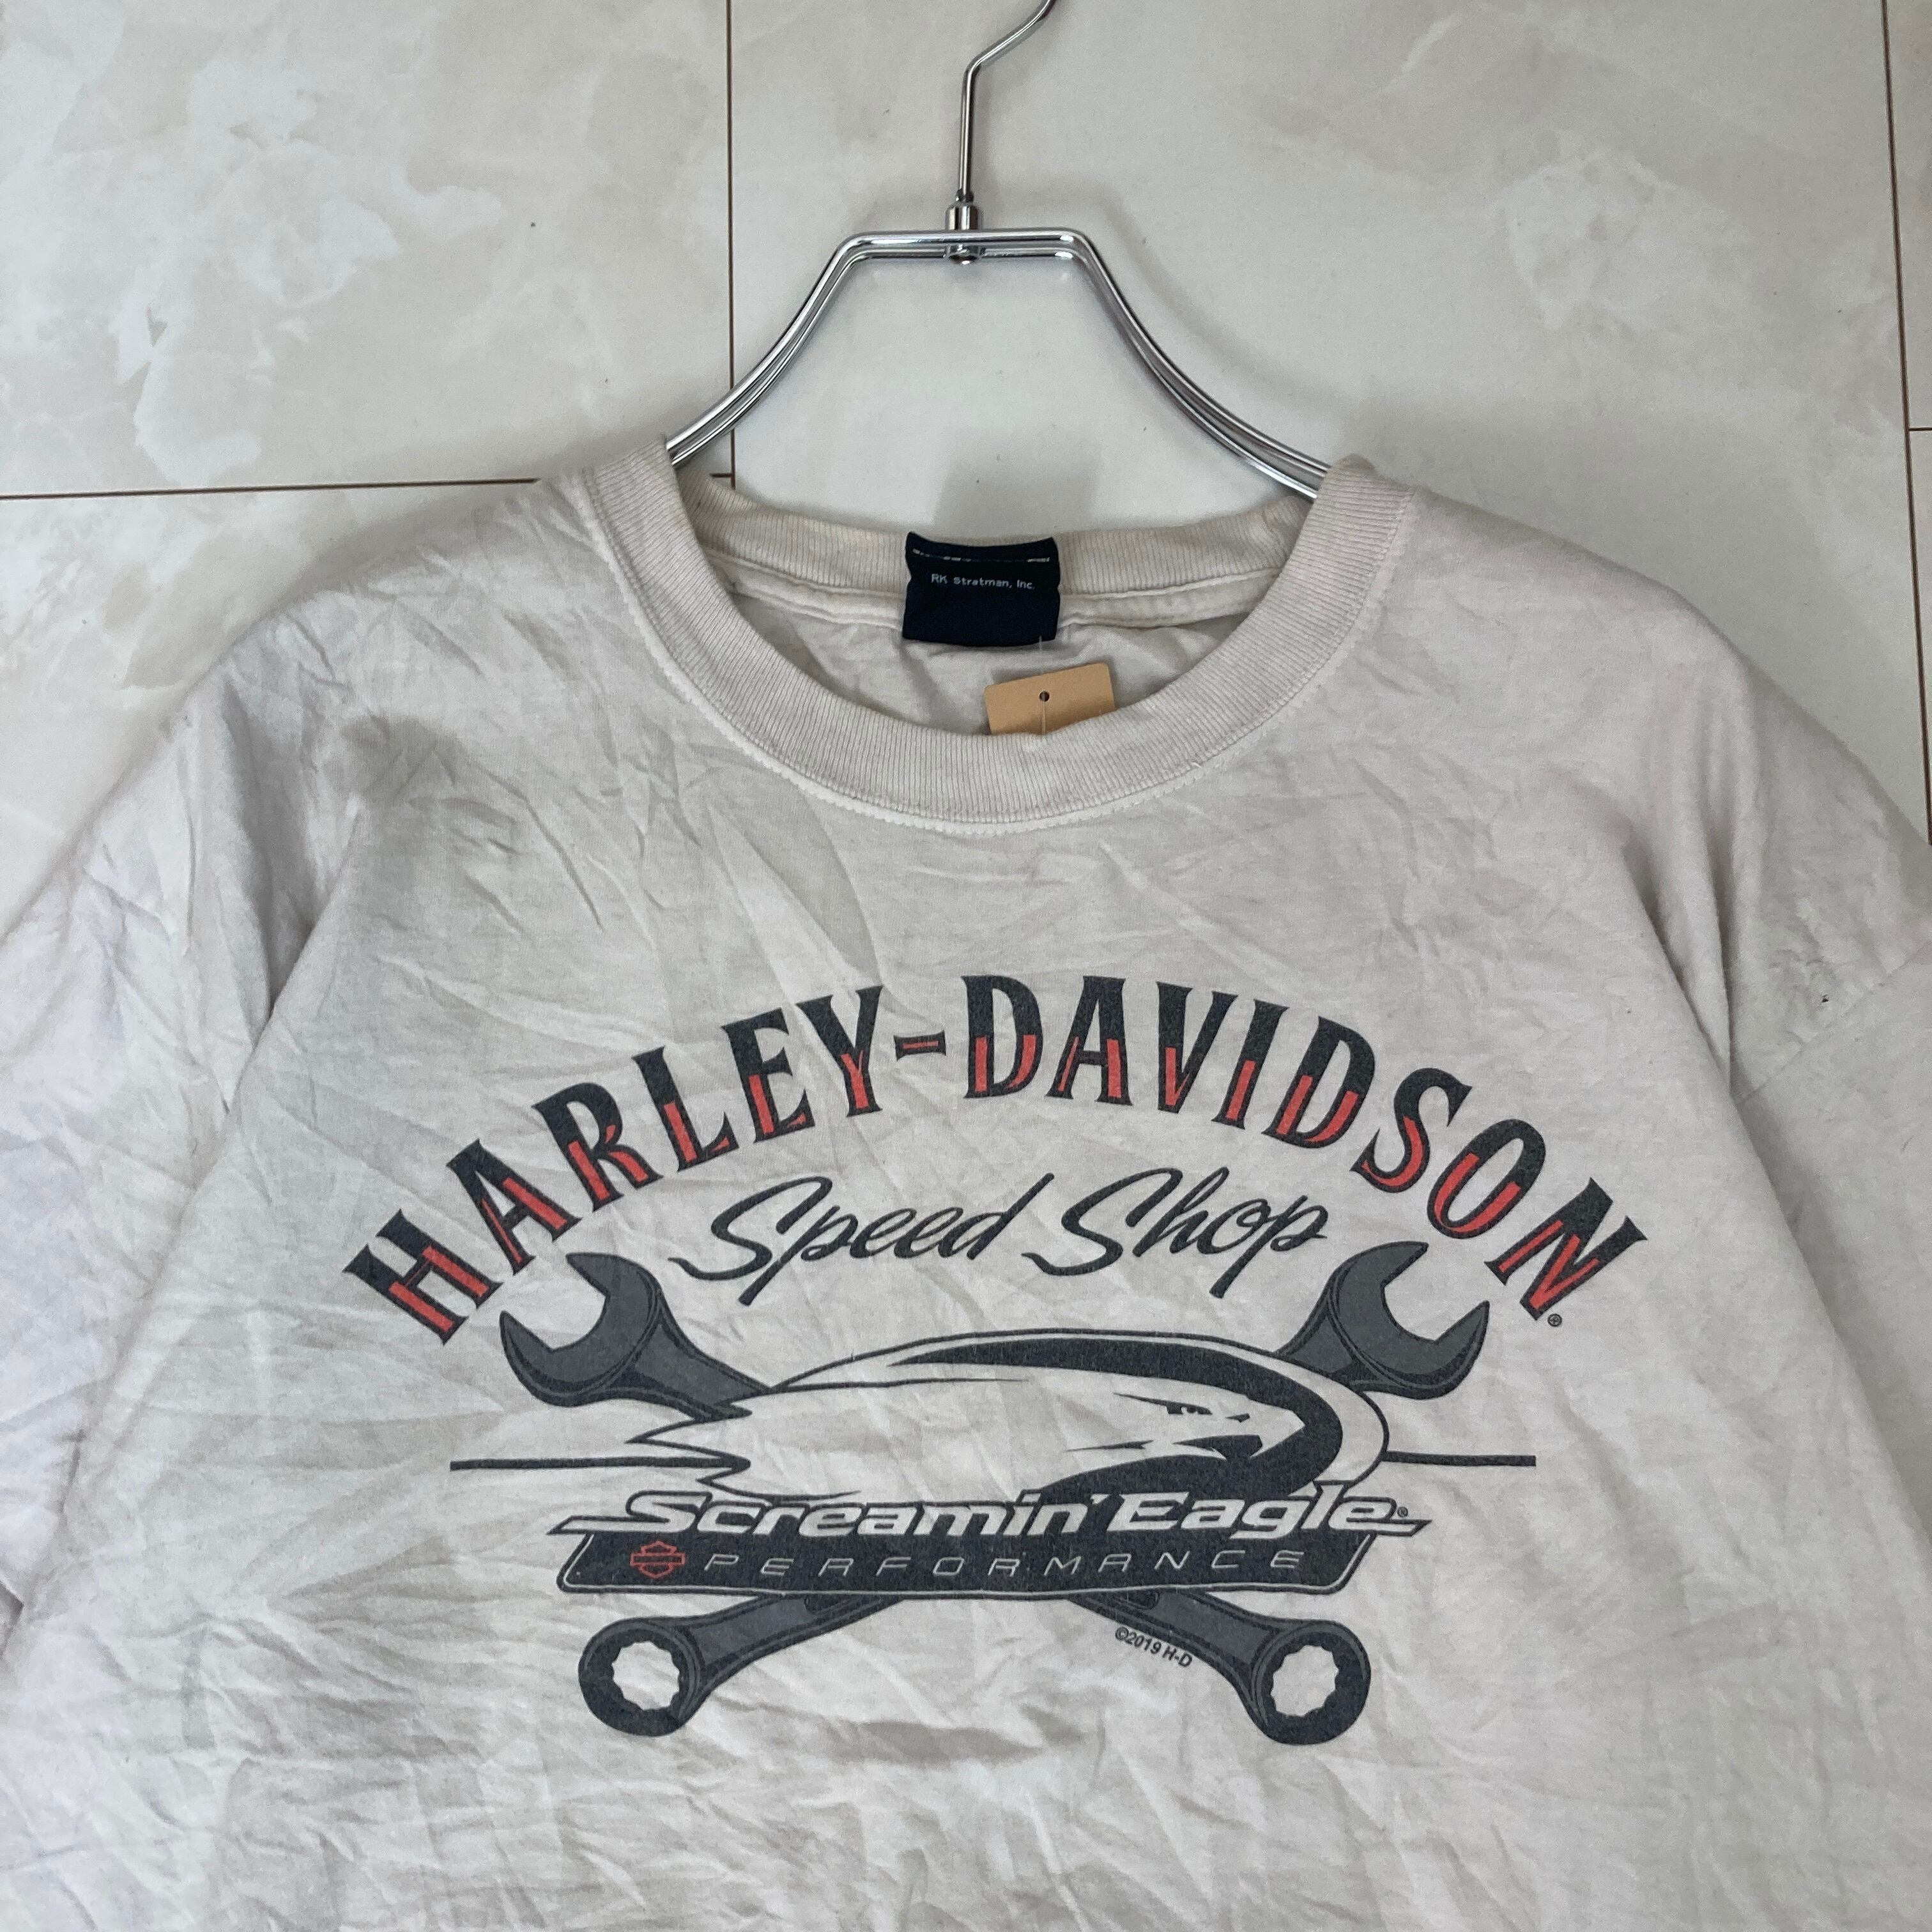 RK Stratman, Inc.
HARLEY-DAVIDSON®
Speed Shop
Screamin' Eagle®
PERFORMANCE
©2019 H-D